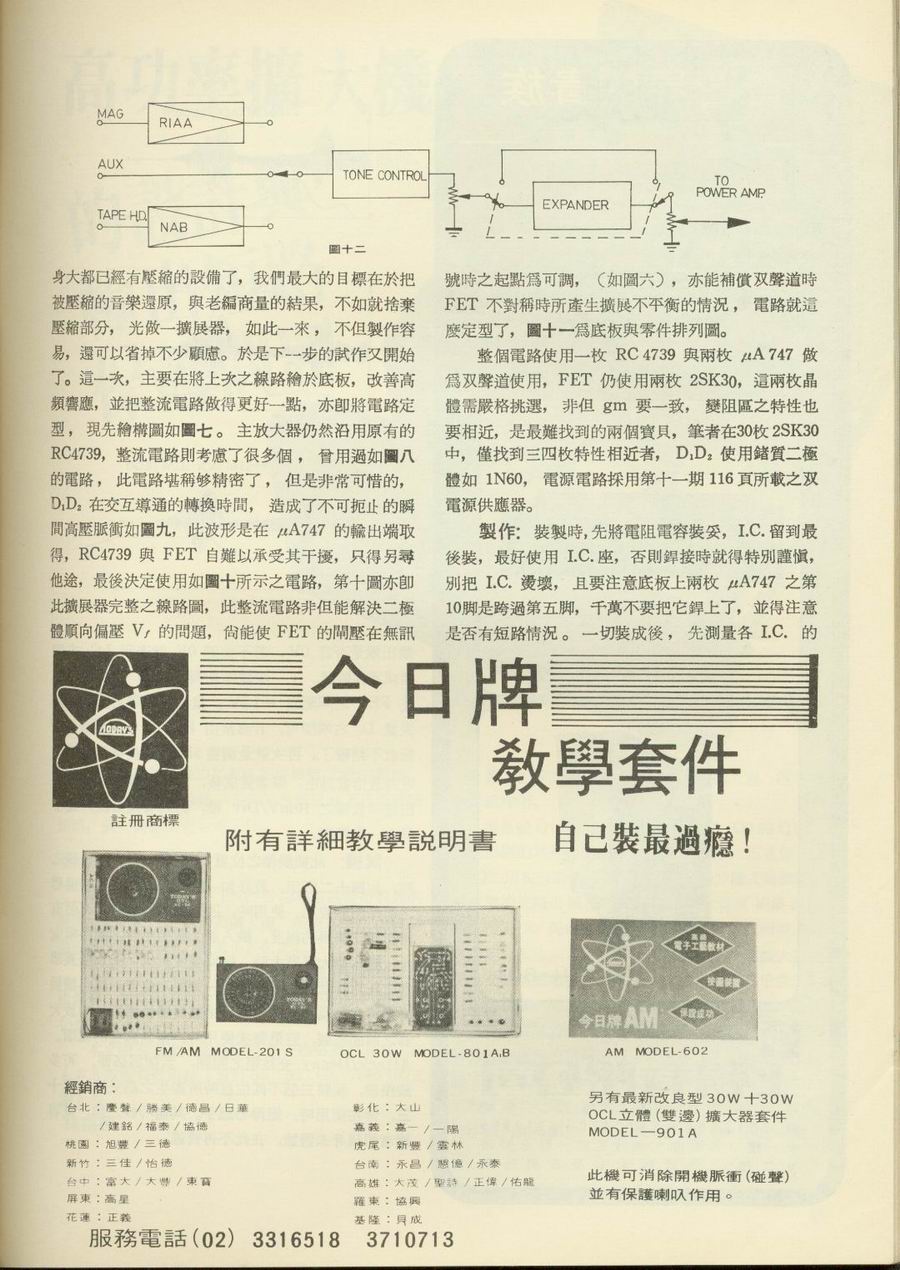 MAG
RIAA
AUX
TONE CONTROL
TAPE HD.
NAB
EXPANDER
TO
POWER AMP.
圖十二
身大都已經有壓縮的設備了，我們最大的目標在於把
被壓縮的音樂還原，與老編商量的結果，不如就捨棄
壓縮部分，光做一擴展器，如此一來，不但製作容
易，還可以省掉不少顧慮。於是下一步的試作又開始
了。這一次，主要在將上次之線路繪於底板，改善高
頻響應，並把整流電路做得更好一點，亦卽將電路定
型，現先繪構圖如圖七。主放大器仍然沿用原有的
RC4739，整流電路則考慮了很多個，曾用過如圖八
的電路，此電路堪稱够精密了，但是非常可惜的，
D₁D₂ 在交互導通的轉換時間，造成了不可扼止的瞬
間高壓脈衝如圖九，此波形是在 μA747 的輸出端取
得，RC4739 與 FET 自難以承受其干擾，只得另尋
他途，最後決定使用如圖十所示之電路，第十圖亦卽
此擴展器完整之線路圖，此整流電路非但能解決二極
體順向偏壓 Vf 的問題，尙能使 FET 的閘壓在無訊
號時之起點爲可調，（如圖六），亦能補償双聲道時
FET 不對稱時所產生擴展不平衡的情況，電路就這
麽定型了，圖十一爲底板與零件排列圖。
整個電路使用一枚 RC 4739 與兩枚 μA 747 做
爲双聲道使用，FET 仍使用兩枚 2SK30，這兩枚晶
體需嚴格挑選，非但 gm 要一致，變阻區之特性也
要相近，是最難找到的兩個寶貝，筆者在30枚 2SK30
中，僅找到三四枚特性相近者，D₁D₂ 使用鍺質二極
體如 1N60，電源電路採用第十一期 116 頁所載之双
電源供應器。
製作：裝製時,先將電阻電容裝妥，I.C. 留到最
後裝，最好使用 I.C. 座，否則銲接時就得特別謹愼，
別把 I.C. 燙壞，且要注意底板上兩枚 μA747 之第
10脚是跨過第五脚，千萬不要把它銲上了，並得注意
是否有短路情況。一切裝成後，先測量各 I.C. 的
今日牌
TODAY'S
教學套件
註冊商標
附有詳細教學說明書
自己裝最過癮！
電子工藝敎材
按圖裝置
保證成功
今日牌AM
FM/AM MODEL-201S
OCL 30W MODEL-801A,B
AM MODEL-602
經銷商：
台北：慶聲/勝美/德昌/日華
/建銘/福泰/協德
桃園：旭豐/三德
新竹：三佳/怡德
台中：富大/大豐/東寶
屏東：高星
花蓮：正義
彰化：大山
嘉義：嘉一/一陽
虎尾：新豐/雲林
台南：永昌/懇億/永泰
高雄：大茂/聖詩/正偉/佑龍
羅東：協興
基隆：貝成
另有最新改良型30W+30W
OCL立體(雙邊)擴大器套件
MODEL—901A
此機可消除開機脈衝(碰聲)
並有保護喇叭作用。
服務電話(02) 3316518 3710713